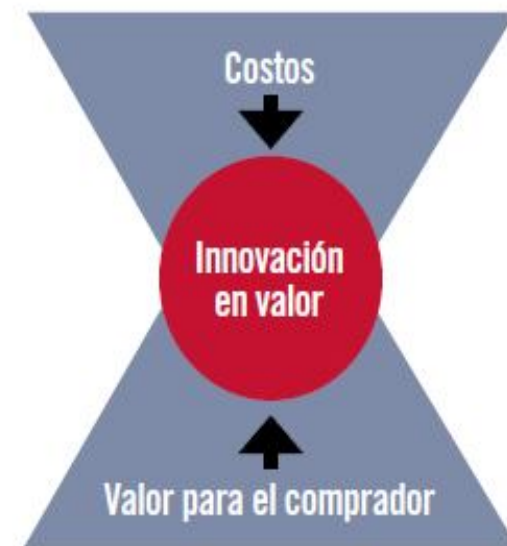 Costos
Innovación
en valor
Valor para el comprador